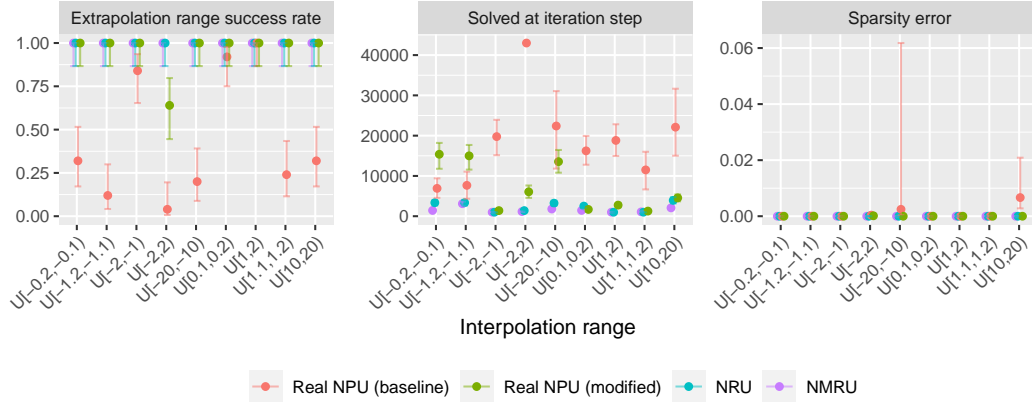 Extrapolation range success rate
Solved at iteration step
Sparsity error
1.00
0.75
0.50
0.25
0.00
U[−0.2,−0.1)
U[−1.2,−1.1)
U[−2,−1)
U[−2,2)
U[−20,−10)
U[0.1,0.2)
U[1,2)
U[1.1,1.2)
U[10,20)
40000
30000
20000
10000
0
U[−0.2,−0.1)
U[−1.2,−1.1)
U[−2,−1)
U[−2,2)
U[−20,−10)
U[0.1,0.2)
U[1,2)
U[1.1,1.2)
U[10,20)
0.06
0.04
0.02
0.00
U[−0.2,−0.1)
U[−1.2,−1.1)
U[−2,−1)
U[−2,2)
U[−20,−10)
U[0.1,0.2)
U[1,2)
U[1.1,1.2)
U[10,20)
Interpolation range
Real NPU (baseline)
Real NPU (modified)
NRU
NMRU